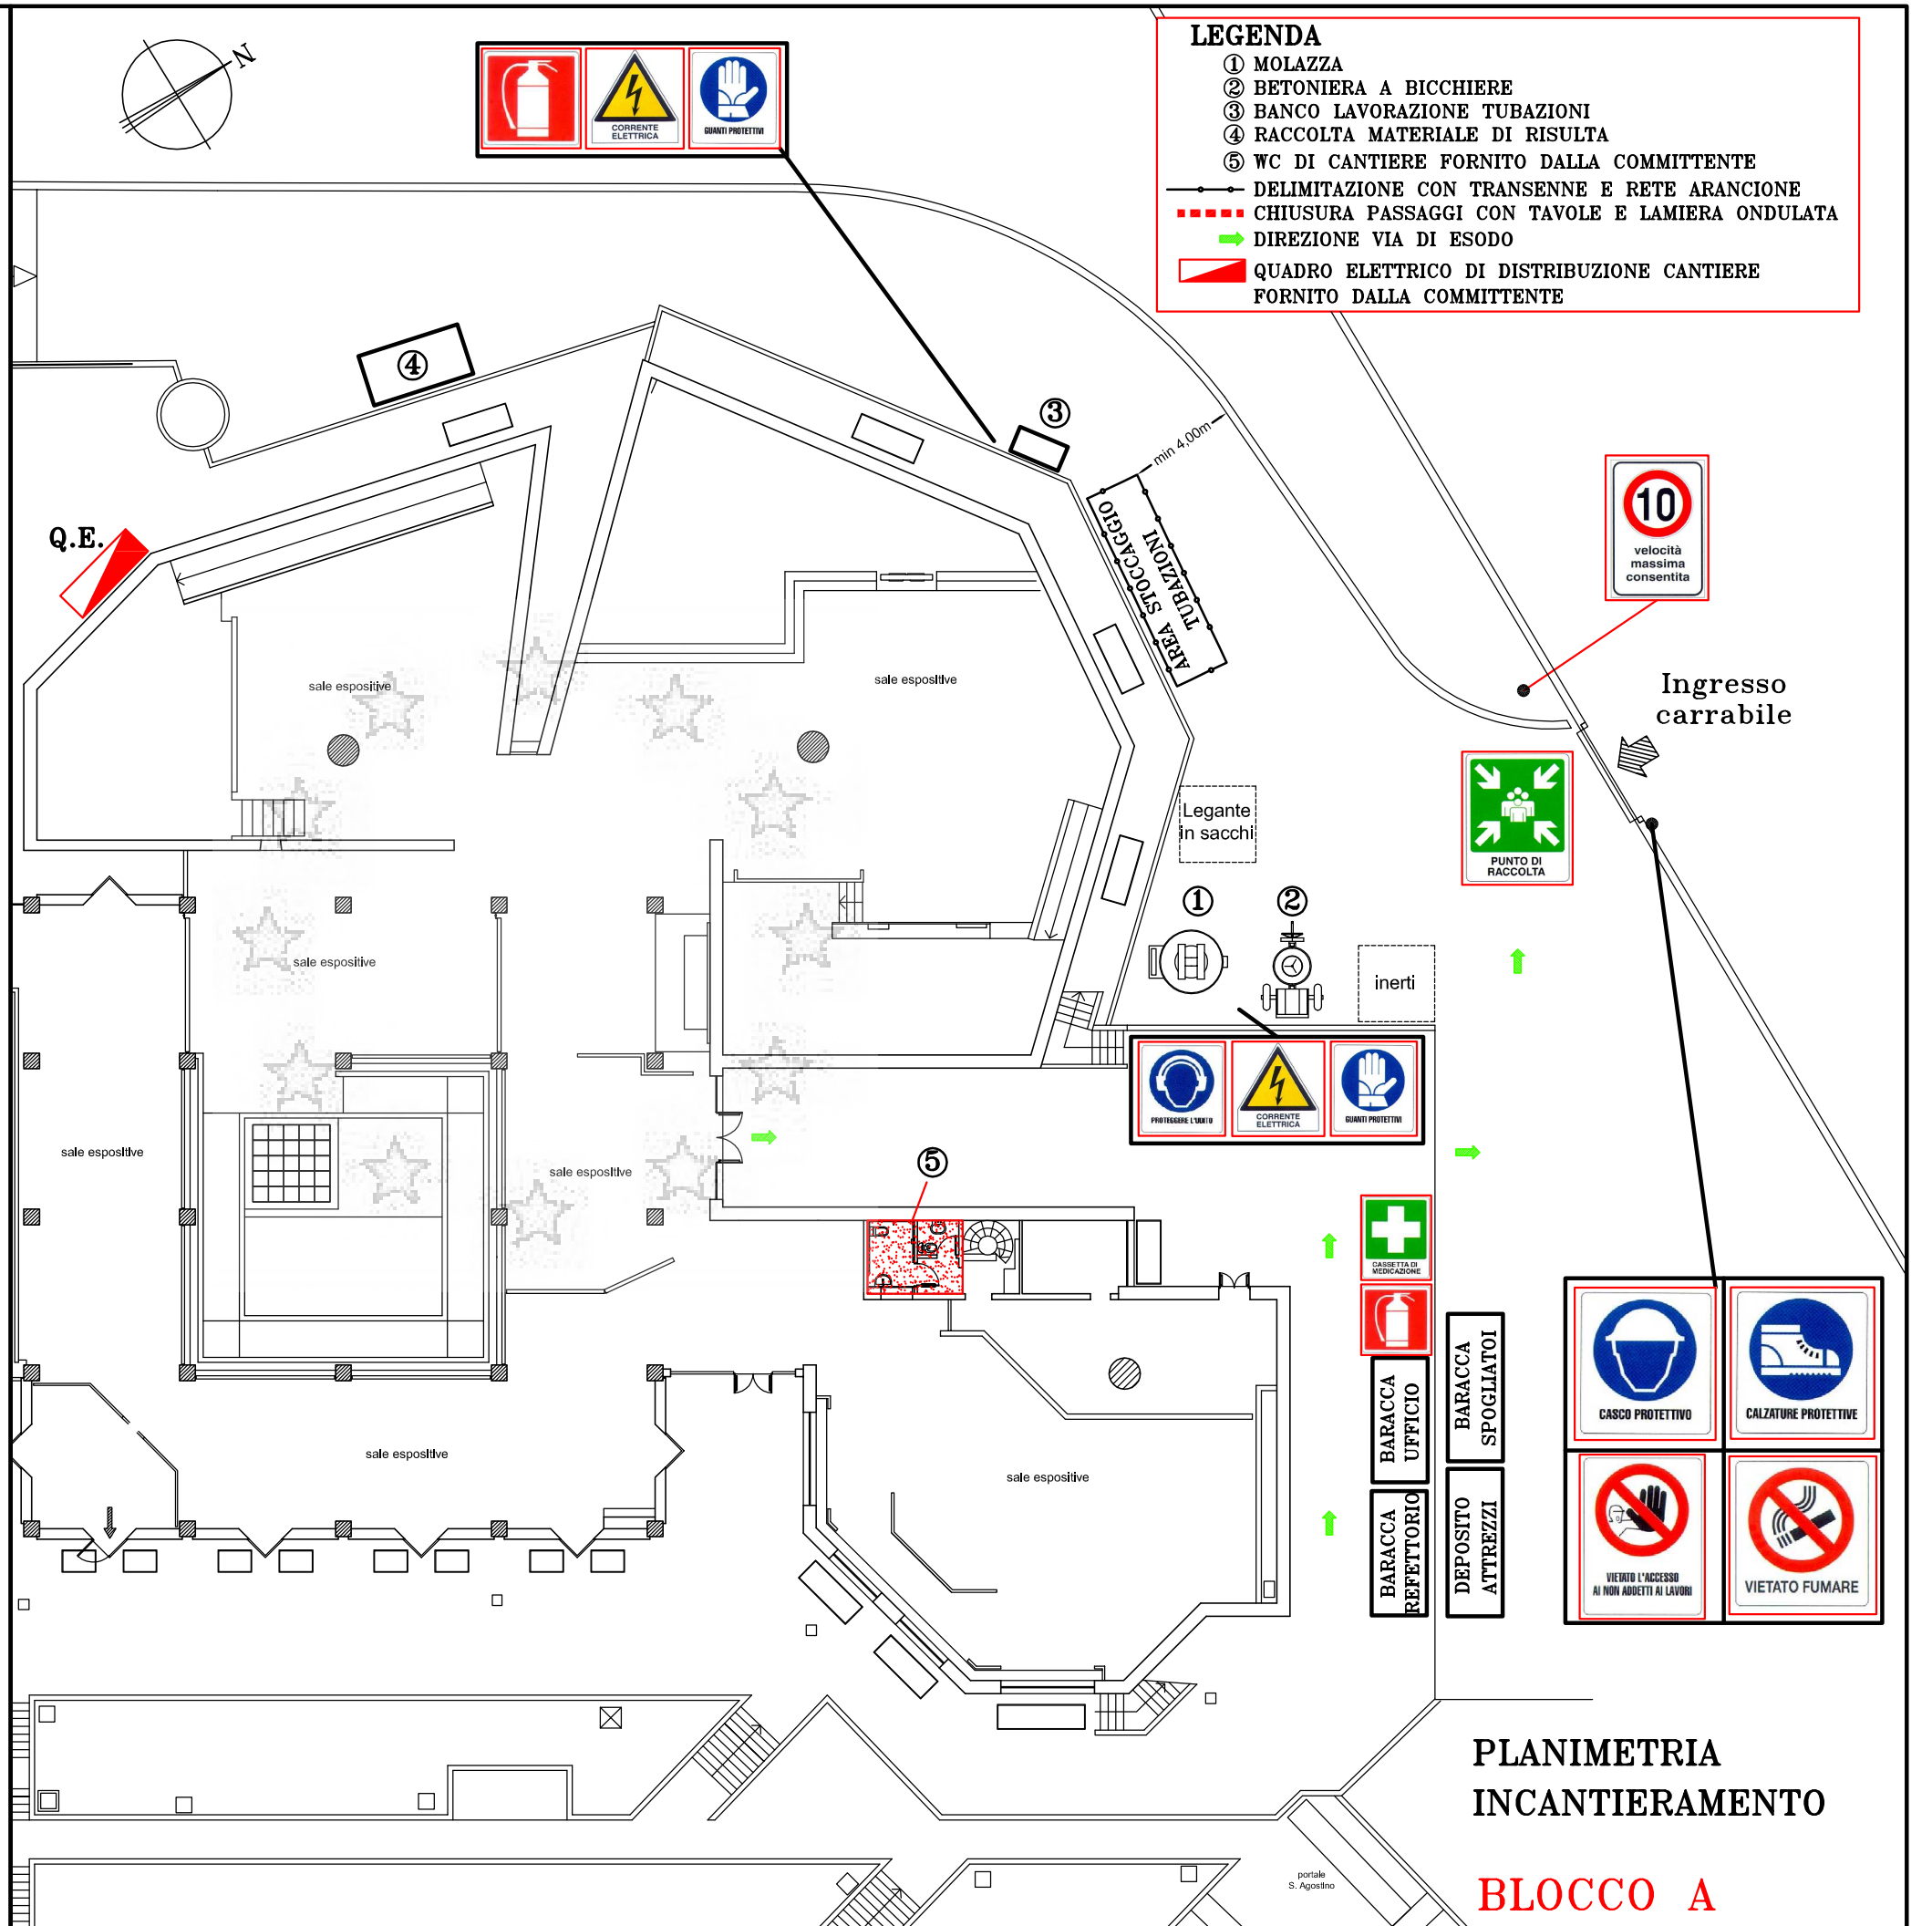 N
CORRENTE
ELETTRICA
GUANTI PROTETTIVI
LEGENDA
① MOLAZZA
② BETONIERA A BICCHIERE
③ BANCO LAVORAZIONE TUBAZIONI
④ RACCOLTA MATERIALE DI RISULTA
⑤ WC DI CANTIERE FORNITO DALLA COMMITTENTE
DELIMITAZIONE CON TRANSENNE E RETE ARANCIONE
CHIUSURA PASSAGGI CON TAVOLE E LAMIERA ONDULATA
DIREZIONE VIA DI ESODO
QUADRO ELETTRICO DI DISTRIBUZIONE CANTIERE
FORNITO DALLA COMMITTENTE
④
③
min 4,00m
Q.E.
AREA STOCCAGGIO
TUBAZIONI
10
velocità
massima
consentita
Ingresso
carrabile
sale espositive
sale espositive
Legante
in sacchi
PUNTO DI
RACCOLTA
①
②
sale espositive
inerti
PROTEGGERE L'UDITO
CORRENTE
ELETTRICA
GUANTI PROTETTIVI
sale espositive
sale espositive
⑤
CASSETTA DI
MEDICAZIONE
BARACCA
UFFICIO
BARACCA
SPOGLIATOI
BARACCA
REFETTORIO
DEPOSITO
ATTREZZI
CASCO PROTETTIVO
CALZATURE PROTETTIVE
VIETATO L'ACCESSO
AI NON ADDETTI AI LAVORI
VIETATO FUMARE
sale espositive
sale espositive
PLANIMETRIA
INCANTIERAMENTO
BLOCCO A
portale
S. Agostino